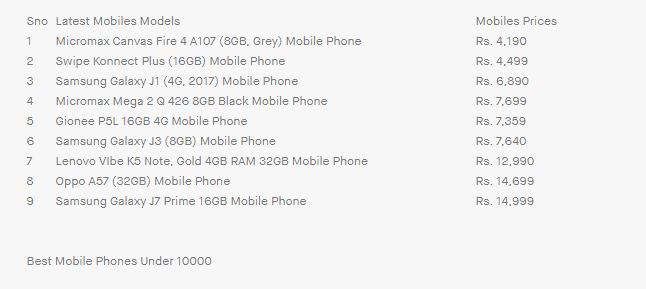 Sno Latest Mobiles Models Mobiles Prices
1 Micromax Canvas Fire 4 A107 (8GB, Grey) Mobile Phone Rs. 4,190
2 Swipe Konnect Plus (16GB) Mobile Phone Rs. 4,499
3 Samsung Galaxy J1 (4G, 2017) Mobile Phone Rs. 6,890
4 Micromax Mega 2 Q 426 8GB Black Mobile Phone Rs. 7,699
5 Gionee P5L 16GB 4G Mobile Phone Rs. 7,359
6 Samsung Galaxy J3 (8GB) Mobile Phone Rs. 7,640
7 Lenovo VIbe K5 Note, Gold 4GB RAM 32GB Mobile Phone Rs. 12,990
8 Oppo A57 (32GB) Mobile Phone Rs. 14,699
9 Samsung Galaxy J7 Prime 16GB Mobile Phone Rs. 14,999
Best Mobile Phones Under 10000